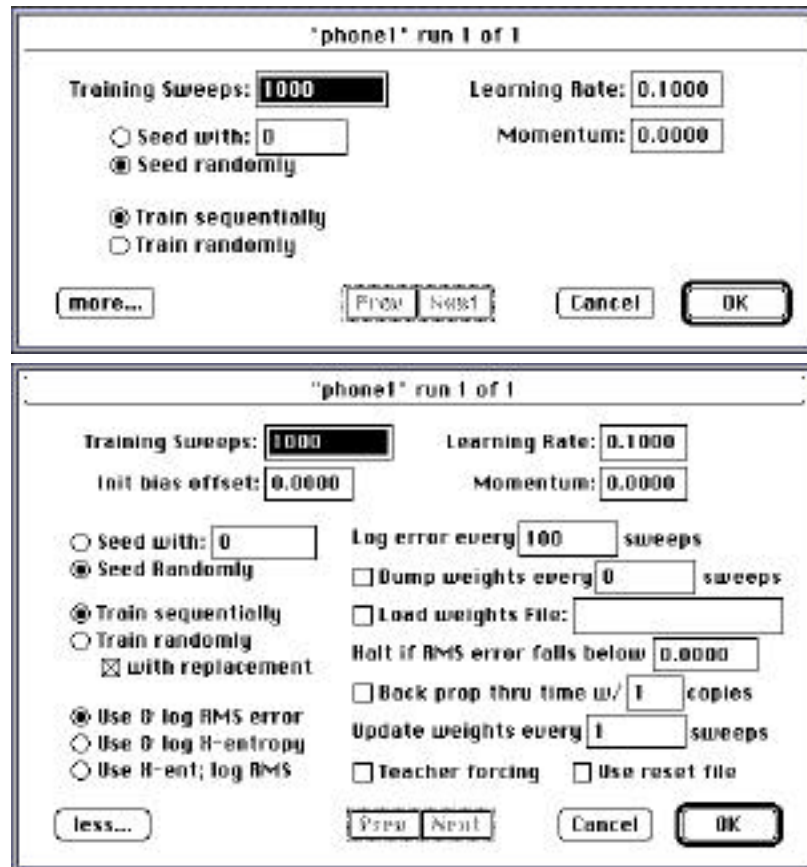 "phone1" run 1 of 1
Training Sweeps: 1000 Learning Rate: 0.1000
Seed with: 0 Momentum: 0.0000
Seed randomly
Train sequentially
Train randomly
more... Prev Next Cancel OK
"phone1" run 1 of 1
Training Sweeps: 1000 Learning Rate: 0.1000
Init bias offset: 0.0000 Momentum: 0.0000
Seed with: 0 Log error every 100 sweeps
Seed Randomly Dump weights every 0 sweeps
Train sequentially Load weights File:
Train randomly Halt if RMS error falls below 0.0000
with replacement
Back prop thru time w/ 1 copies
Use & log RMS error
Use & log X-entropy Update weights every 1 sweeps
Use X-ent; log RMS Teacher forcing Use reset file
less... Prev Next Cancel OK